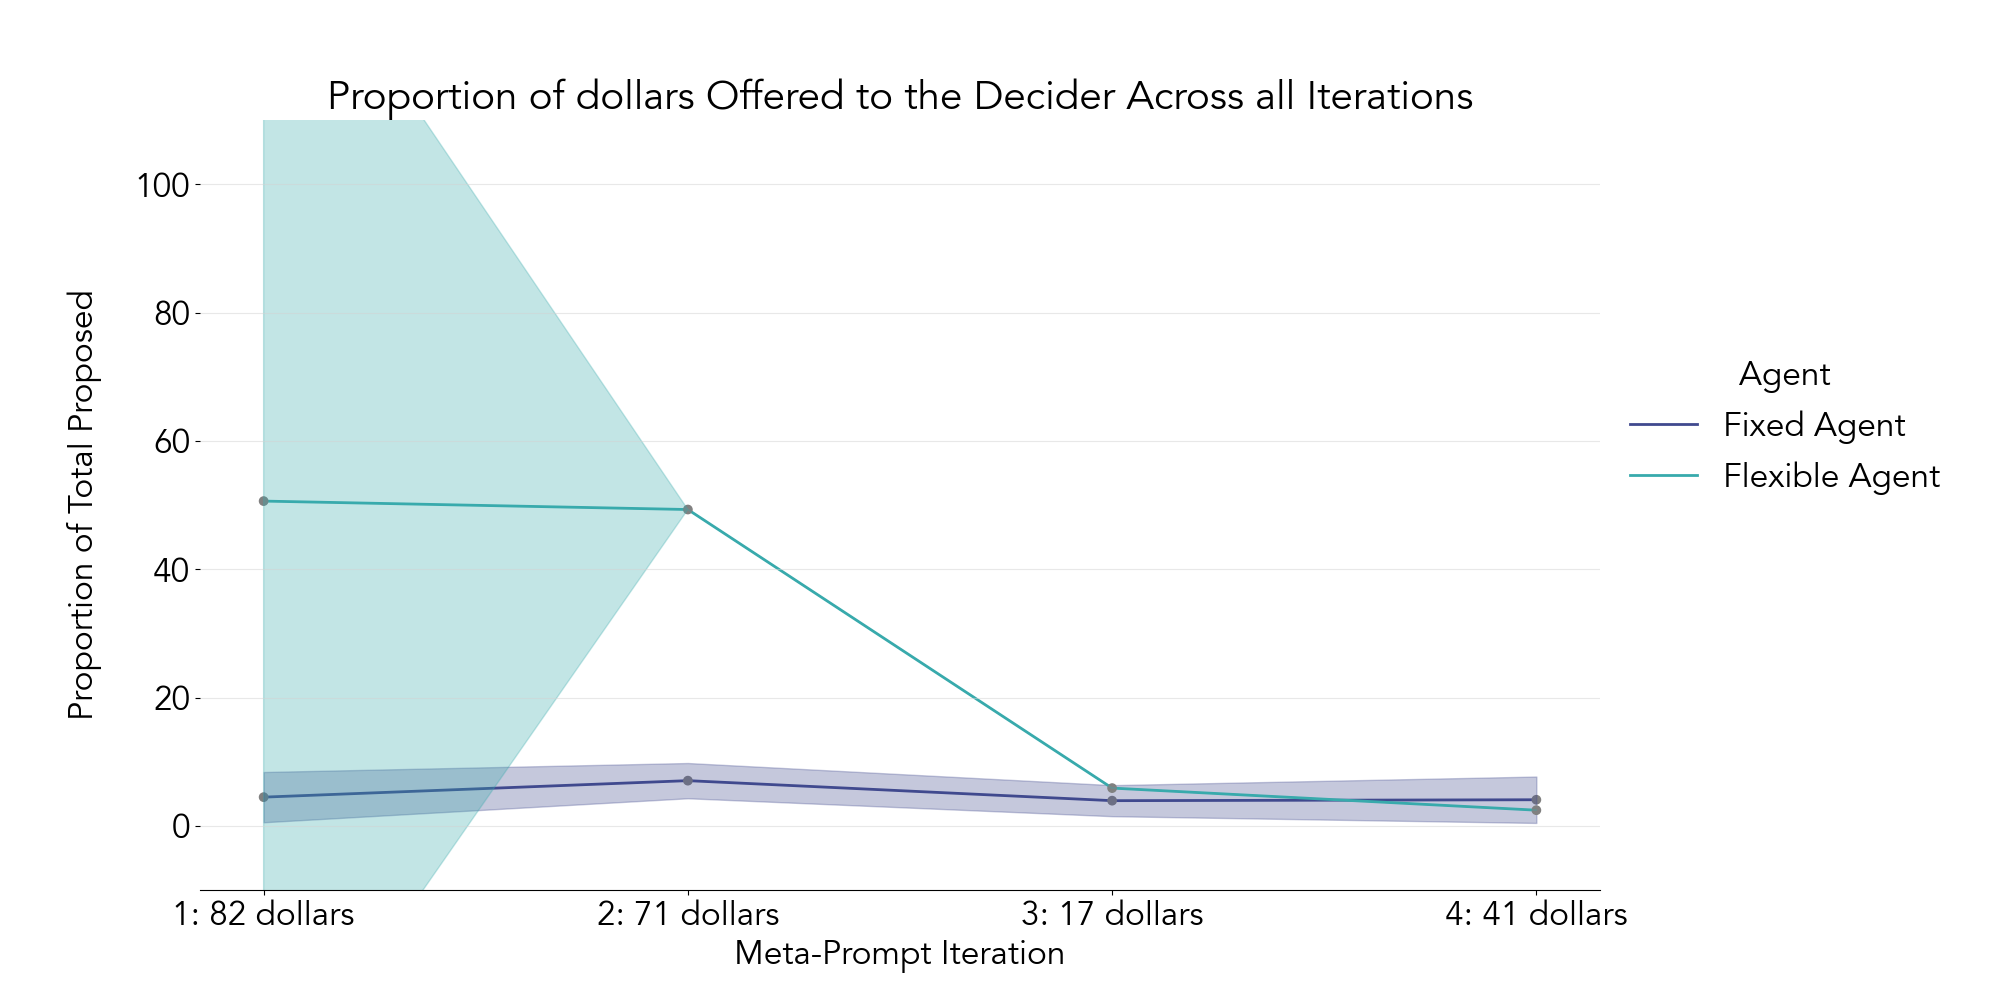 Proportion of dollars Offered to the Decider Across all Iterations
Proportion of Total Proposed
100
80
60
40
20
0
1: 82 dollars
2: 71 dollars
3: 17 dollars
4: 41 dollars
Meta-Prompt Iteration
Agent
Fixed Agent
Flexible Agent